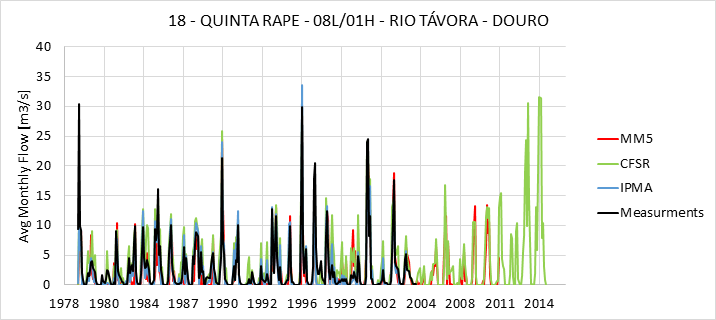 18 - QUINTA RAPE - 08L/01H - RIO TÁVORA - DOURO
40
35
30
25
20
15
10
5
0
Avg Monthly Flow [m3/s]
1978 1980 1984 1987 1990 1992 1996 1999 2002 2004 2008 2011 2014
MM5
CFSR
IPMA
Measurments